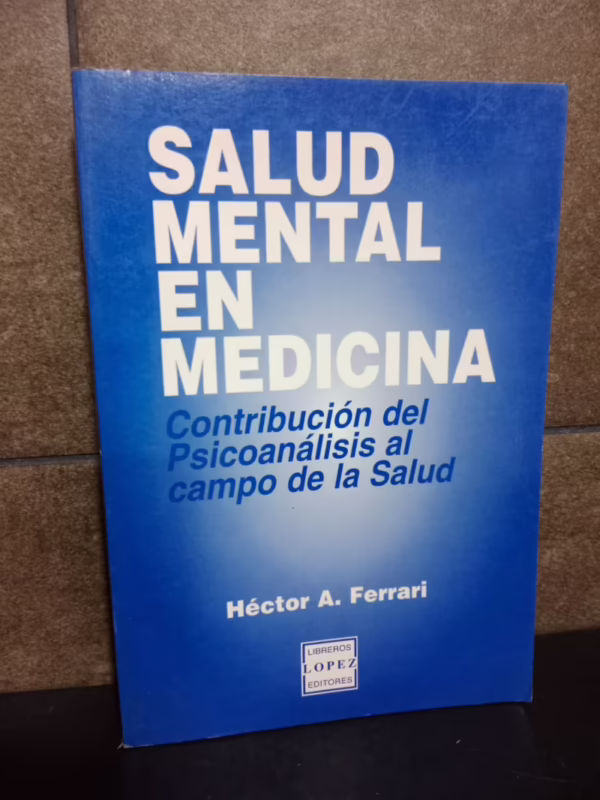 SALUD
MENTAL
EN
MEDICINA
Contribución del
Psicoanálisis al
campo de la Salud
Héctor A. Ferrari
LIBREROS
LOPEZ
EDITORES